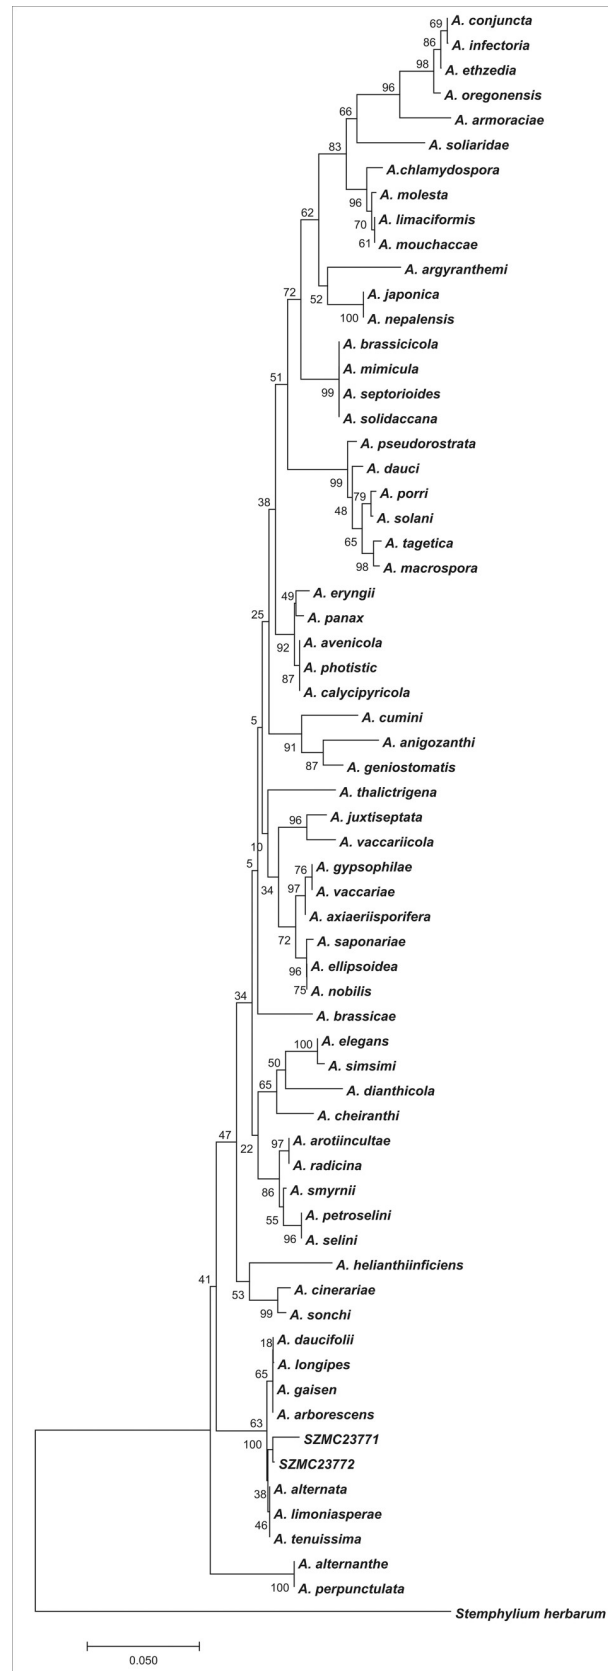 69
A. conjuncta
86
A. infectoria
98
A. ethzedia
96
A. oregonensis
66
A. armoraciae
83
A. soliaridae
A.chlamydospora
96
A. molesta
70
A. limaciformis
61
A. mouchaccae
62
A. argyranthemi
52
A. japonica
100
A. nepalensis
72
A. brassicicola
A. mimicula
99
A. septorioides
A. solidaccana
51
A. pseudorostrata
99
A. dauci
79
A. porri
48
A. solani
65
A. tagetica
98
A. macrospora
38
49
A. eryngii
25
A. panax
92
A. avenicola
A. photistic
87
A. calycipyricola
5
A. cumini
91
A. anigozanthi
87
A. geniostomatis
A. thalictrigena
96
A. juxtiseptata
10
A. vaccariicola
5
76
A. gypsophilae
34
97
A. vaccariae
A. axiaeriisporifera
72
A. saponariae
96
A. ellipsoidea
75
A. nobilis
34
A. brassicae
100
A. elegans
50
A. simsimi
65
A. dianthicola
A. cheiranthi
47
22
97
A. arotiincultae
A. radicina
86
A. smyrnii
55
A. petroselini
96
A. selini
A. helianthiinficiens
41
53
A. cinerariae
99
A. sonchi
18
A. daucifolii
A. longipes
65
A. gaisen
63
A. arborescens
100
SZMC23771
SZMC23772
38
A. alternata
A. limoniasperae
46
A. tenuissima
A. alternanthe
100
A. perpunctulata
Stemphylium herbarum
0.050